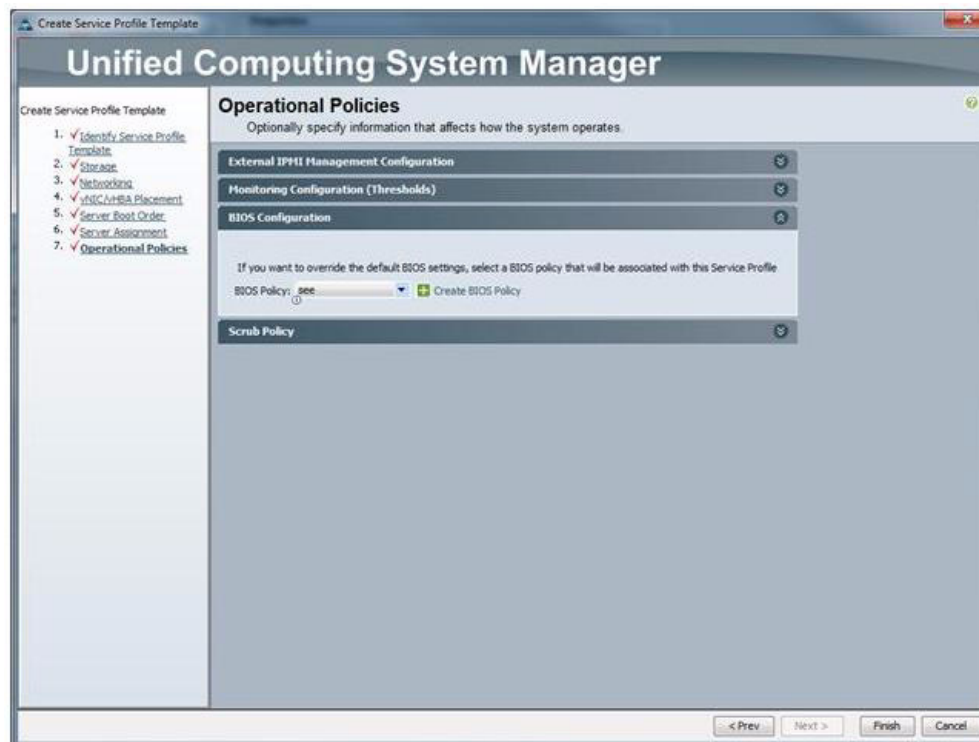 Create Service Profile Template
Unified Computing System Manager
Create Service Profile Template
1. √Identify Service Profile
Template
2. √Storage
3. √Networking
4. √vNIC/vHBA Placement
5. √Server Boot Order
6. √Server Assignment
7. √Operational Policies
Operational Policies
Optionally specify information that affects how the system operates.
External IPMI Management Configuration
Monitoring Configuration (Thresholds)
BIOS Configuration
If you want to override the default BIOS settings, select a BIOS policy that will be associated with this Service Profile
BIOS Policy: see Create BIOS Policy
Scrub Policy
< Prev Next > Finish Cancel